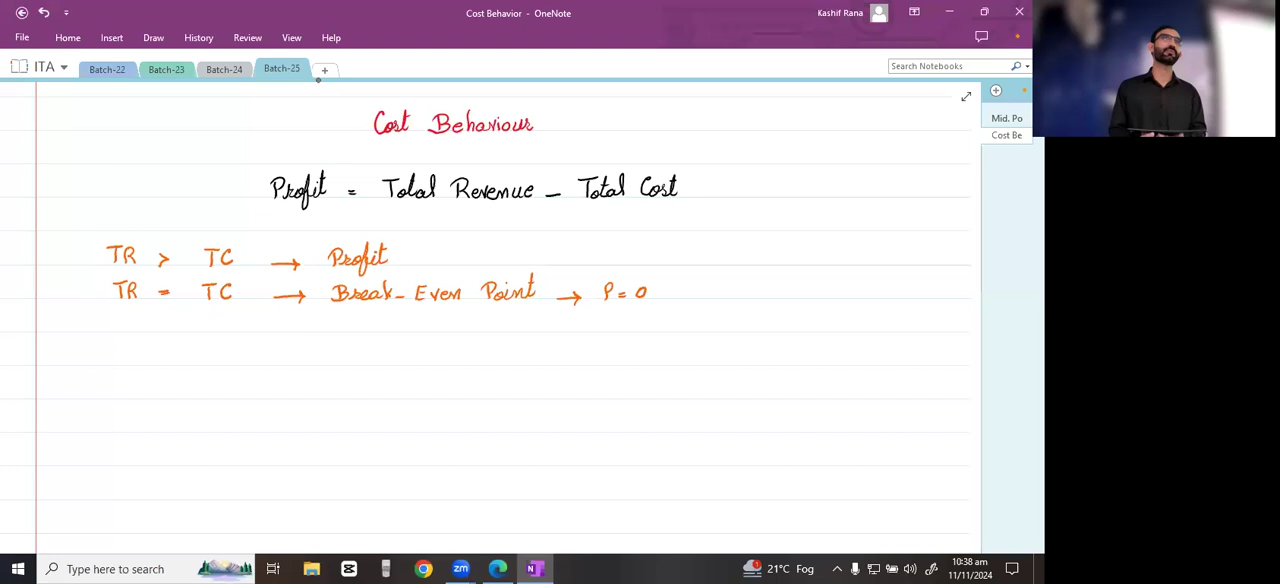 Cost Behavior - OneNote
Kashif Rana
File Home Insert Draw History Review View Help
ITA Batch-22 Batch-23 Batch-24 Batch-25
Search Notebooks
Mid. Po
Cost Be
Cost Behaviour
Profit = Total Revenue - Total Cost
TR > TC → Profit
TR = TC → Break-Even Point → P = 0
Type here to search
21°C Fog
10:38 am
11/11/2024